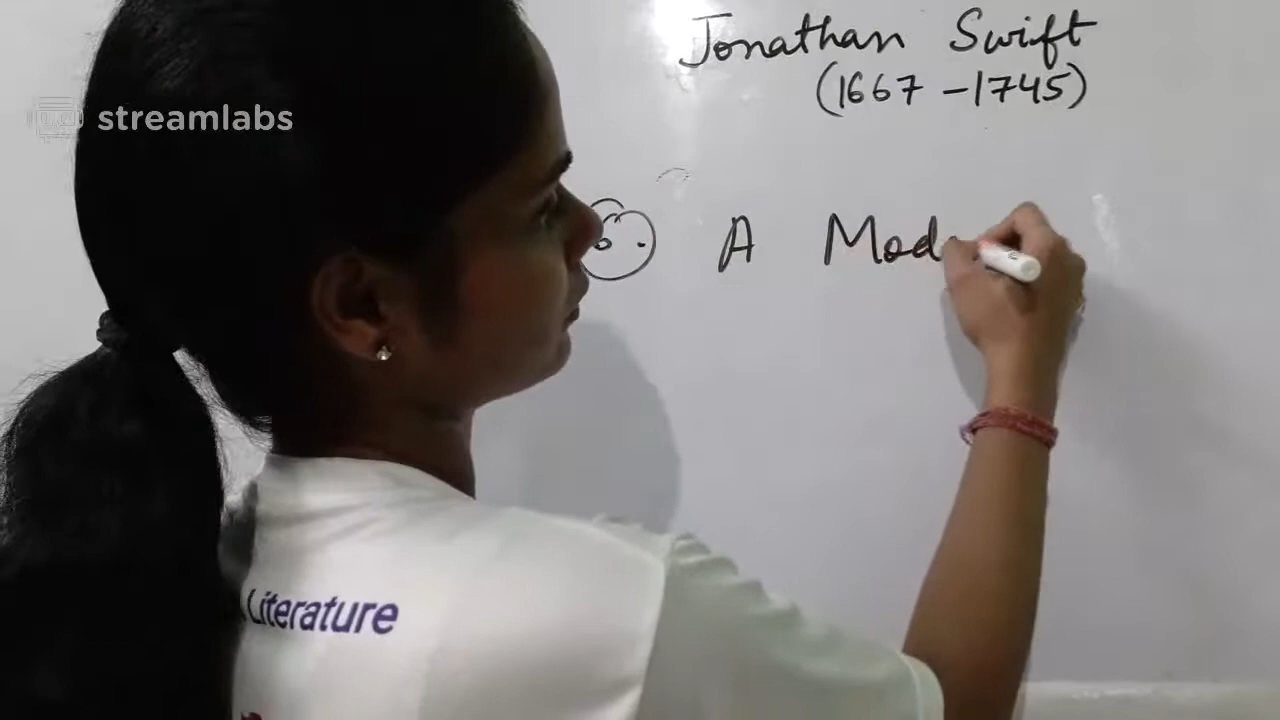 Jonathan Swift
(1667 - 1745)
streamlabs
A Mod
Literature